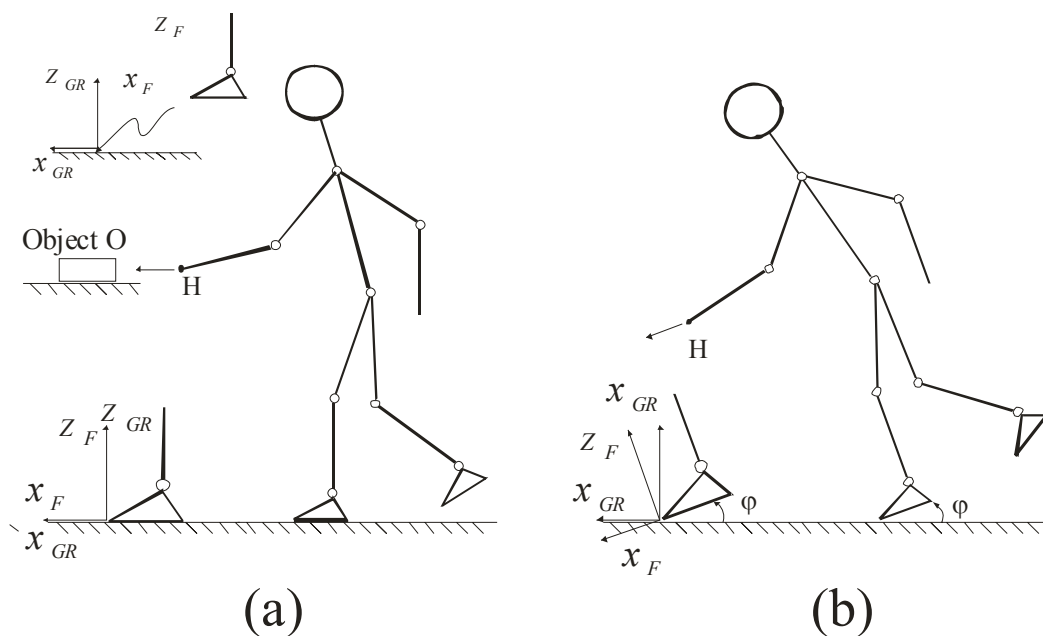 Z F
Z GR
x F
x GR
Object O
H
Z F
Z GR
x F
x GR
(a)
H
x GR
Z F
x GR
x F
φ
φ
(b)